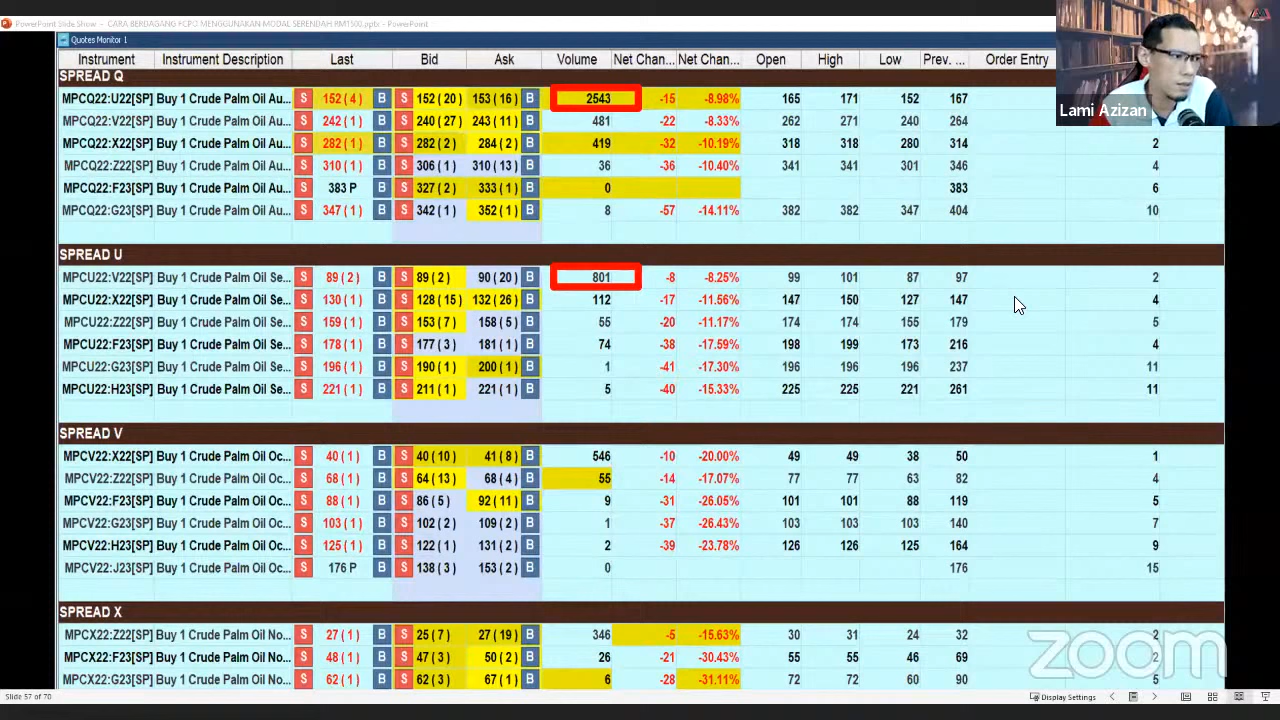 PowerPoint Slide Show - CARA BERDAGANG FCPO MENGGUNAKAN MODAL SERENDAH RM1500.pptx - PowerPoint
Quotes Monitor 1
Instrument Instrument Description Last Bid Ask Volume Net Chan... Net Chan... Open High Low Prev. ... Order Entry
SPREAD Q
MPCQ22:U22[SP] Buy 1 Crude Palm Oil Au... S 152 ( 4 ) B S 152 ( 20 ) 153 ( 16 ) B 2543 -15 -8.98% 165 171 152 167
MPCQ22:V22[SP] Buy 1 Crude Palm Oil Au... S 242 ( 1 ) B S 240 ( 27 ) 243 ( 11 ) B 481 -22 -8.33% 262 271 240 264
MPCQ22:X22[SP] Buy 1 Crude Palm Oil Au... S 282 ( 1 ) B S 282 ( 2 ) 284 ( 2 ) B 419 -32 -10.19% 318 318 280 314 2
MPCQ22:Z22[SP] Buy 1 Crude Palm Oil Au... S 310 ( 1 ) B S 306 ( 1 ) 310 ( 13 ) B 36 -36 -10.40% 341 341 301 346 4
MPCQ22:F23[SP] Buy 1 Crude Palm Oil Au... S 383 P B S 327 ( 2 ) 333 ( 1 ) B 0 383 6
MPCQ22:G23[SP] Buy 1 Crude Palm Oil Au... S 347 ( 1 ) B S 342 ( 1 ) 352 ( 1 ) B 8 -57 -14.11% 382 382 347 404 10
SPREAD U
MPCU22:V22[SP] Buy 1 Crude Palm Oil Se... S 89 ( 2 ) B S 89 ( 2 ) 90 ( 20 ) B 801 -8 -8.25% 99 101 87 97 2
MPCU22:X22[SP] Buy 1 Crude Palm Oil Se... S 130 ( 1 ) B S 128 ( 15 ) 132 ( 26 ) B 112 -17 -11.56% 147 150 127 147 4
MPCU22:Z22[SP] Buy 1 Crude Palm Oil Se... S 159 ( 1 ) B S 153 ( 7 ) 158 ( 5 ) B 55 -20 -11.17% 174 174 155 179 5
MPCU22:F23[SP] Buy 1 Crude Palm Oil Se... S 178 ( 1 ) B S 177 ( 3 ) 181 ( 1 ) B 74 -38 -17.59% 198 199 173 216 4
MPCU22:G23[SP] Buy 1 Crude Palm Oil Se... S 196 ( 1 ) B S 190 ( 1 ) 200 ( 1 ) B 1 -41 -17.30% 196 196 196 237 11
MPCU22:H23[SP] Buy 1 Crude Palm Oil Se... S 221 ( 1 ) B S 211 ( 1 ) 221 ( 1 ) B 5 -40 -15.33% 225 225 221 261 11
SPREAD V
MPCV22:X22[SP] Buy 1 Crude Palm Oil Oc... S 40 ( 1 ) B S 40 ( 10 ) 41 ( 8 ) B 546 -10 -20.00% 49 49 38 50 1
MPCV22:Z22[SP] Buy 1 Crude Palm Oil Oc... S 68 ( 1 ) B S 64 ( 13 ) 68 ( 4 ) B 55 -14 -17.07% 77 77 63 82 4
MPCV22:F23[SP] Buy 1 Crude Palm Oil Oc... S 88 ( 1 ) B S 86 ( 5 ) 92 ( 11 ) B 9 -31 -26.05% 101 101 88 119 5
MPCV22:G23[SP] Buy 1 Crude Palm Oil Oc... S 103 ( 1 ) B S 102 ( 2 ) 109 ( 2 ) B 1 -37 -26.43% 103 103 103 140 7
MPCV22:H23[SP] Buy 1 Crude Palm Oil Oc... S 125 ( 1 ) B S 122 ( 1 ) 131 ( 2 ) B 2 -39 -23.78% 126 126 125 164 9
MPCV22:J23[SP] Buy 1 Crude Palm Oil Oc... S 176 P B S 138 ( 3 ) 153 ( 2 ) B 0 176 15
SPREAD X
MPCX22:Z22[SP] Buy 1 Crude Palm Oil No... S 27 ( 1 ) B S 25 ( 7 ) 27 ( 19 ) B 346 -5 -15.63% 30 31 24 32 2
MPCX22:F23[SP] Buy 1 Crude Palm Oil No... S 48 ( 1 ) B S 47 ( 3 ) 50 ( 2 ) B 26 -21 -30.43% 55 55 46 69 2
MPCX22:G23[SP] Buy 1 Crude Palm Oil No... S 62 ( 1 ) B S 62 ( 3 ) 67 ( 1 ) B 6 -28 -31.11% 72 72 60 90 5
Lami Azizan
zoom
Slide 57 of 70
Display Settings